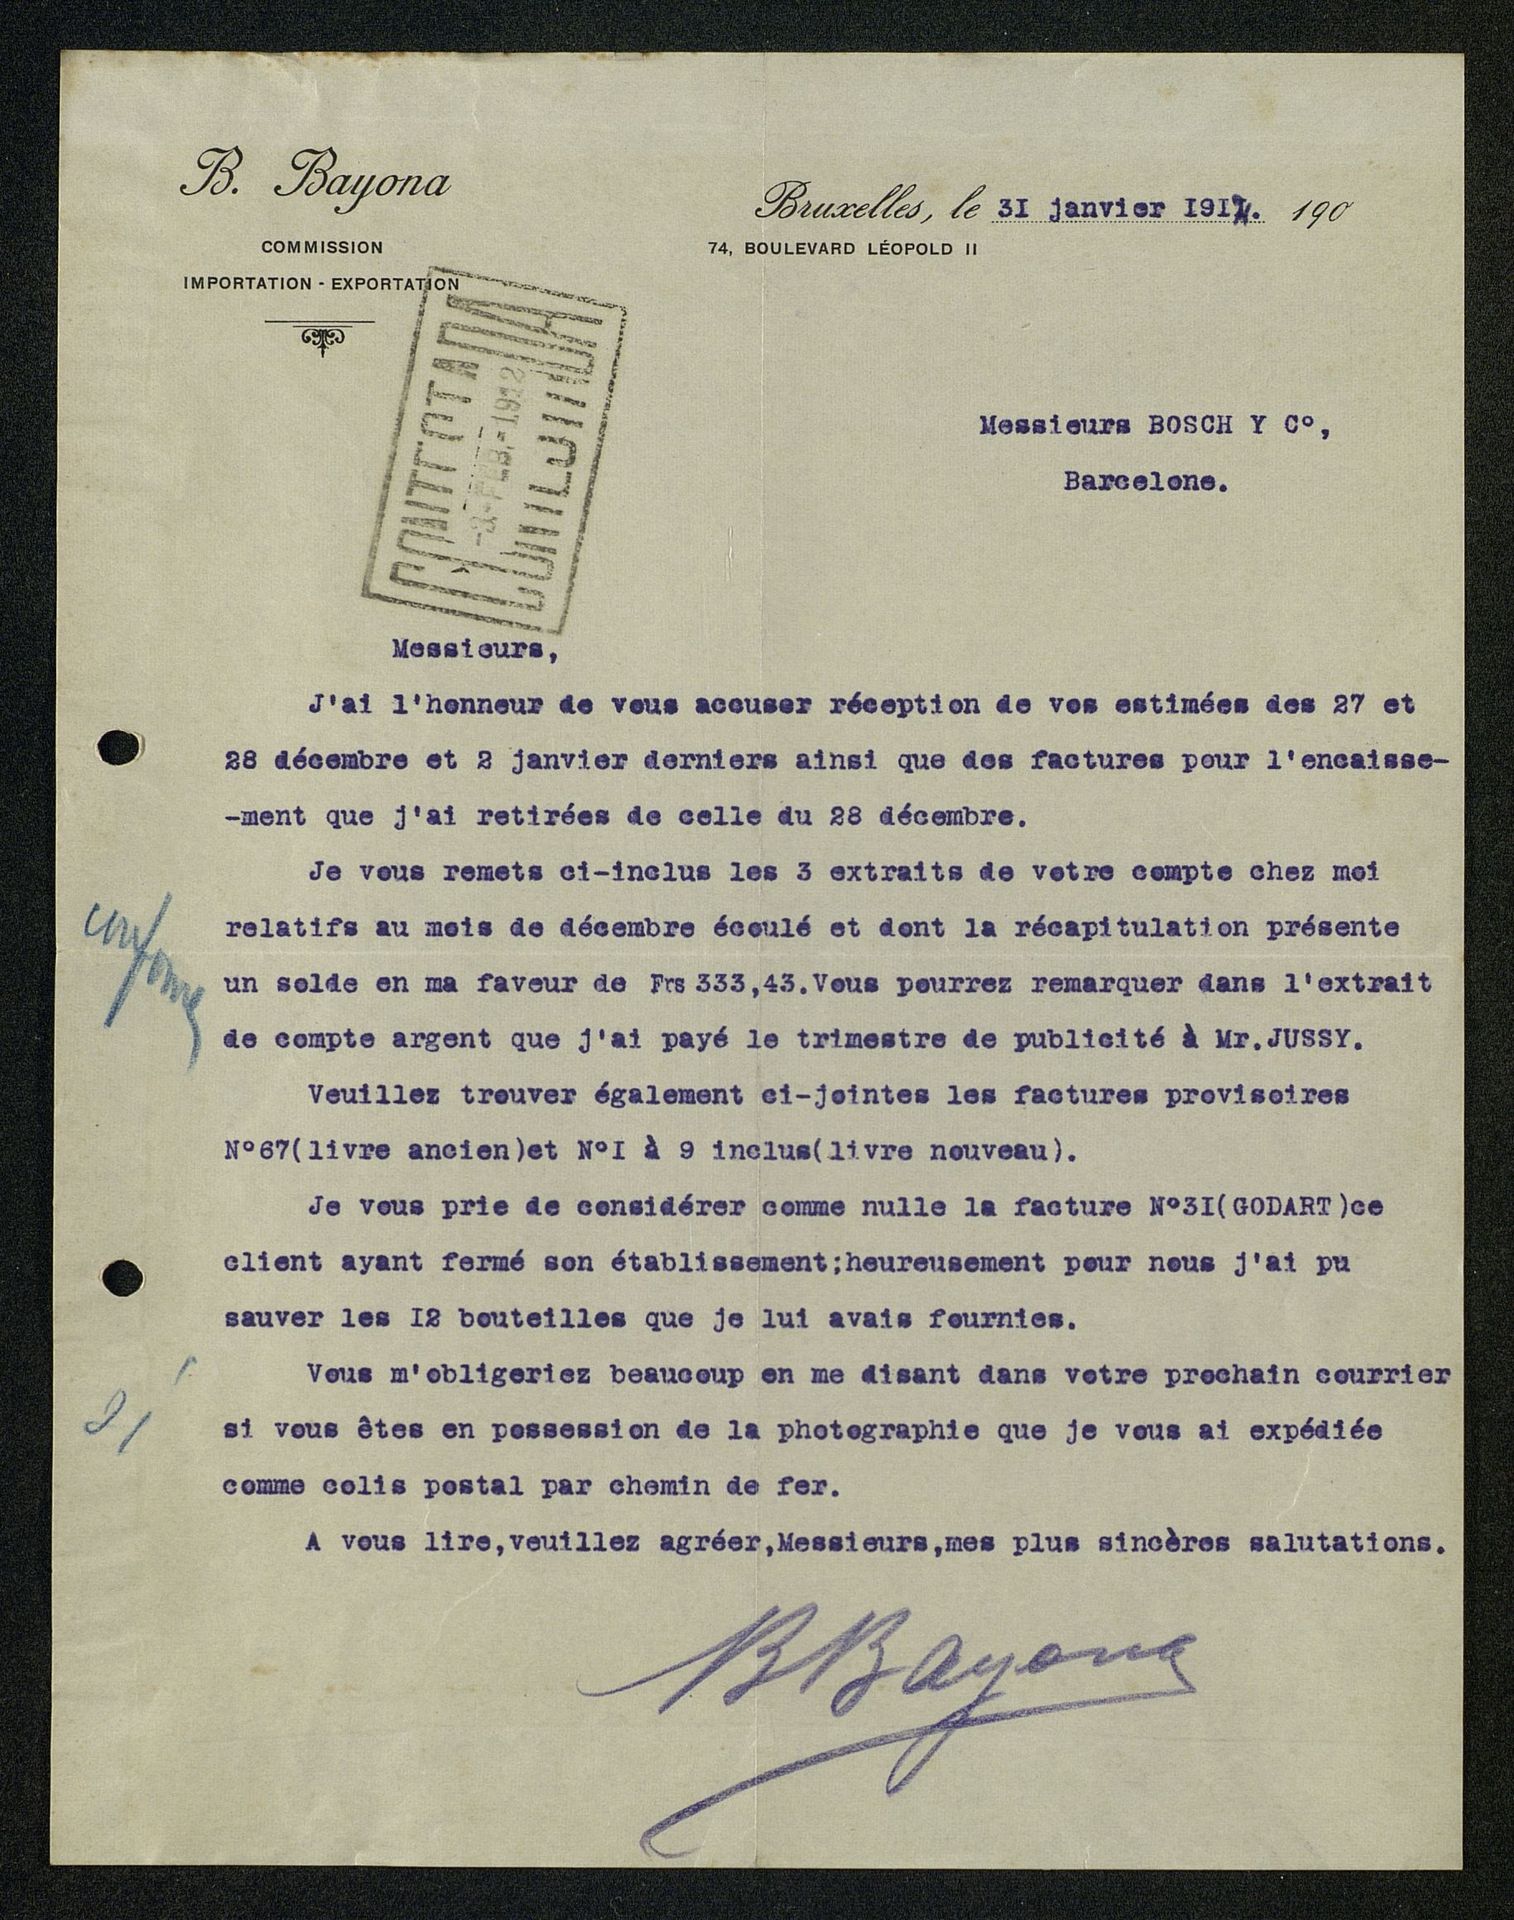 B. Bayona
COMMISSION
IMPORTATION - EXPORTATION
Bruxelles, le 31 janvier 1912. 190
74, BOULEVARD LÉOPOLD II
CONTESTADA
-3-FEB.-1912
Messieurs BOSCH Y Cº,
Barcelone.
Messieurs,
J'ai l'honneur de vous accuser réception de vos estimées des 27 et
28 décembre et 2 janvier derniers ainsi que des factures pour l'encaisse-
-ment que j'ai retirées de celle du 28 décembre.
Je vous remets ci-inclus les 3 extraits de votre compte chez moi
relatifs au mois de décembre écoulé et dont la récapitulation présente
conforme
un solde en ma faveur de Frs 333,43.Vous pourrez remarquer dans l'extrait
de compte argent que j'ai payé le trimestre de publicité à Mr.JUSSY.
Veuillez trouver également ci-jointes les factures provisoires
Nº67(livre ancien)et NºI à 9 inclus(livre nouveau).
Je vous prie de considérer comme nulle la facture Nº3I(GODART)ce
client ayant fermé son établissement;heureusement pour nous j'ai pu
sauver les I2 bouteilles que je lui avais fournies.
Vous m'obligeriez beaucoup en me disant dans votre prochain courrier
si vous êtes en possession de la photographie que je vous ai expédiée
comme colis postal par chemin de fer.
A vous lire,veuillez agréer,Messieurs,mes plus sincères salutations.
B Bayona